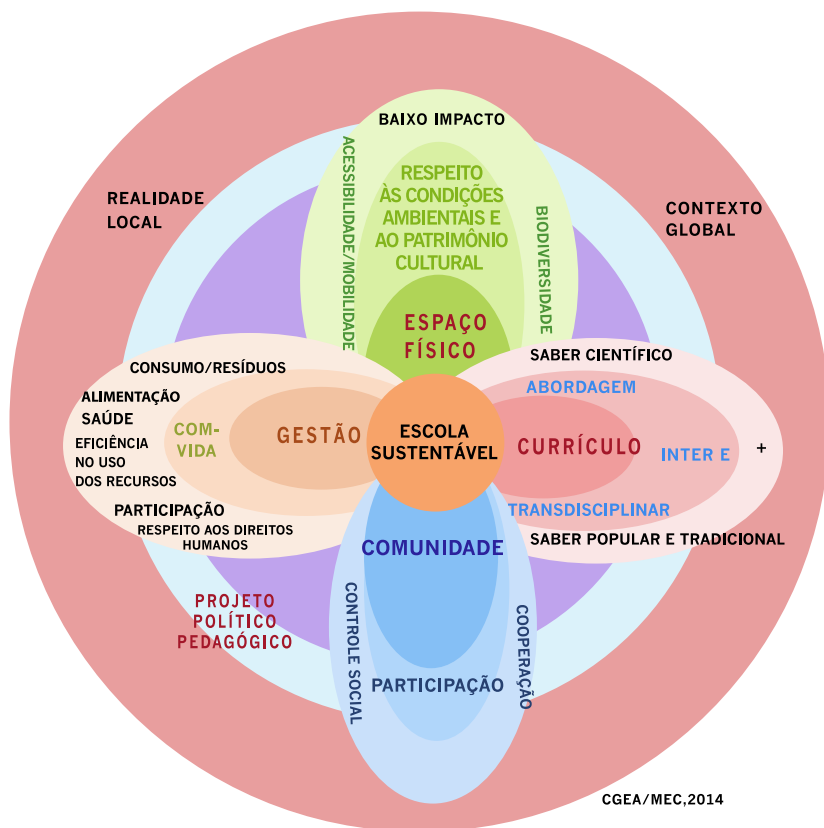 BAIXO IMPACTO
ACESSIBILIDADE/MOBILIDADE
RESPEITO
ÀS CONDIÇÕES
AMBIENTAIS E
AO PATRIMÔNIO
CULTURAL
BIODIVERSIDADE
REALIDADE
LOCAL
CONTEXTO
GLOBAL
ESPAÇO
FÍSICO
CONSUMO/RESÍDUOS
ALIMENTAÇÃO
SAÚDE
EFICIÊNCIA
NO USO
DOS RECURSOS
PARTICIPAÇÃO
RESPEITO AOS DIREITOS
HUMANOS
COM-
VIDA
GESTÃO
ESCOLA
SUSTENTÁVEL
SABER CIENTÍFICO
ABORDAGEM
CURRÍCULO
INTER E
+
TRANSDISCIPLINAR
SABER POPULAR E TRADICIONAL
COMUNIDADE
CONTROLE SOCIAL
PARTICIPAÇÃO
COOPERAÇÃO
PROJETO
POLÍTICO
PEDAGÓGICO
CGEA/MEC,2014